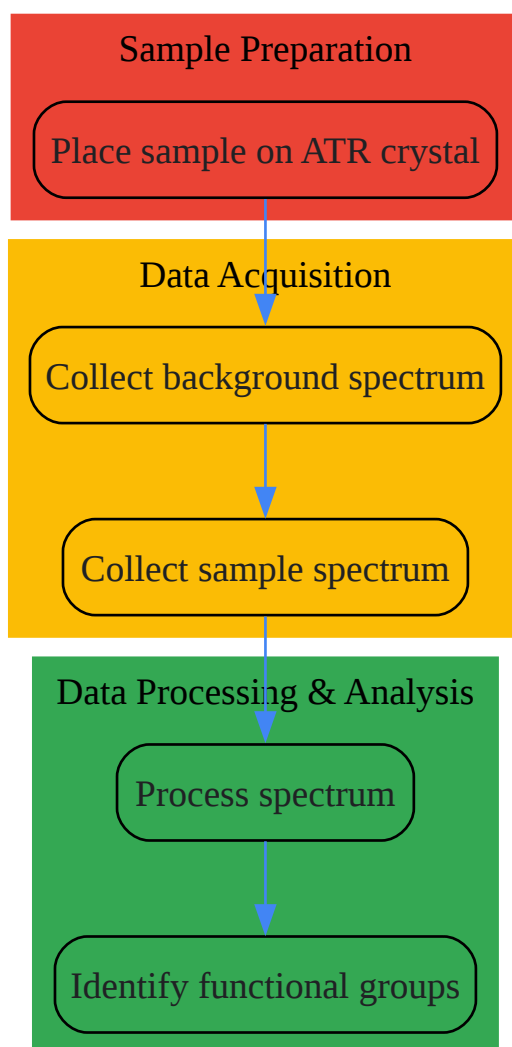 Sample Preparation
Place sample on ATR crystal
Data Acquisition
Collect background spectrum
Collect sample spectrum
Data Processing & Analysis
Process spectrum
Identify functional groups